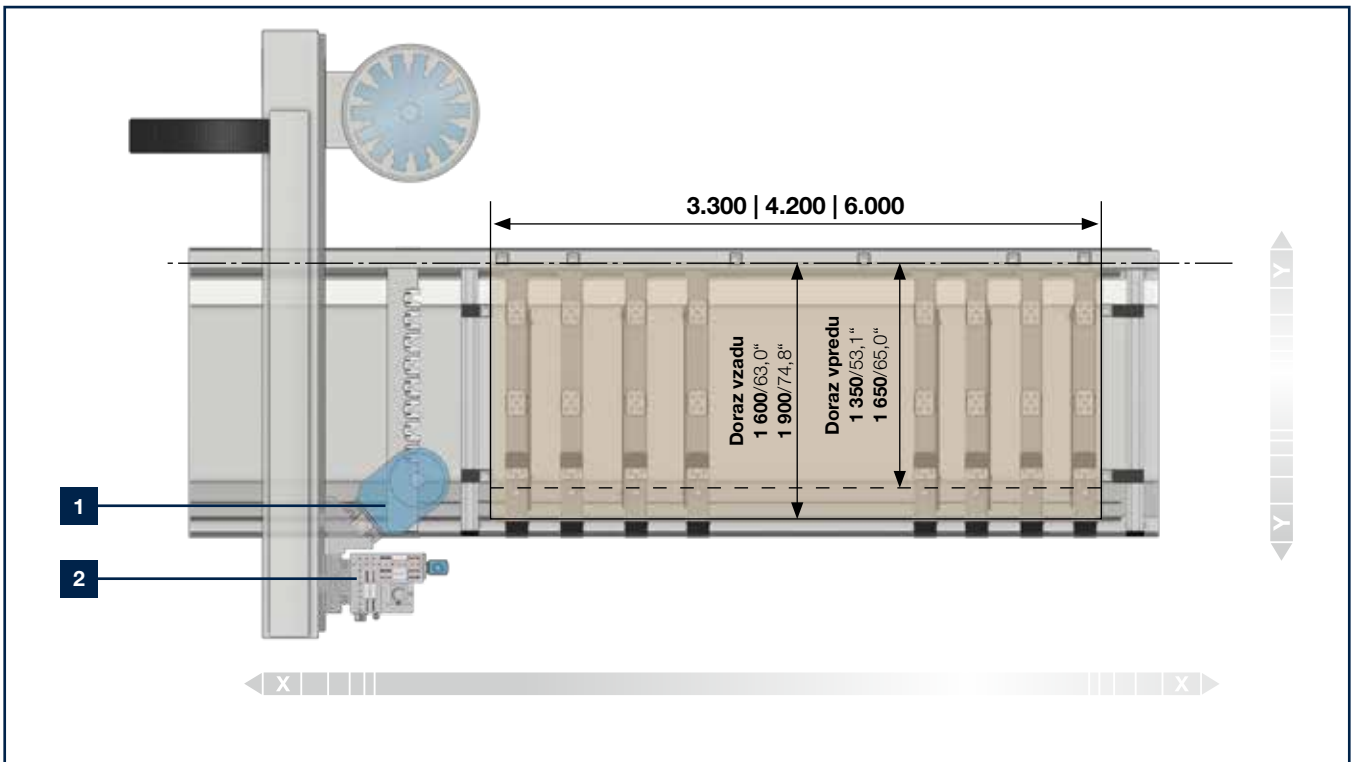 3.300 | 4.200 | 6.000
Y
Doraz vzadu
1 600/63,0“
1 900/74,8“
Doraz vpredu
1 350/53,1“
1 650/65,0“
1
Y
2
X X